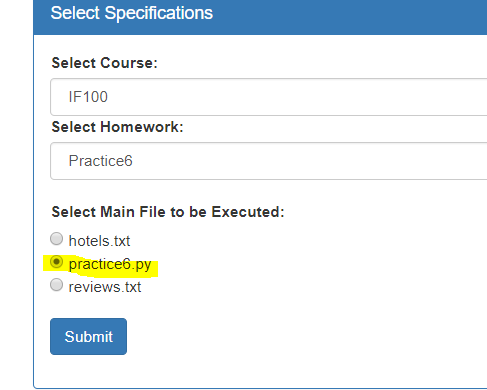 Select Specifications
Select Course:
IF100
Select Homework:
Practice6
Select Main File to be Executed:
hotels.txt
practice6.py
reviews.txt
Submit